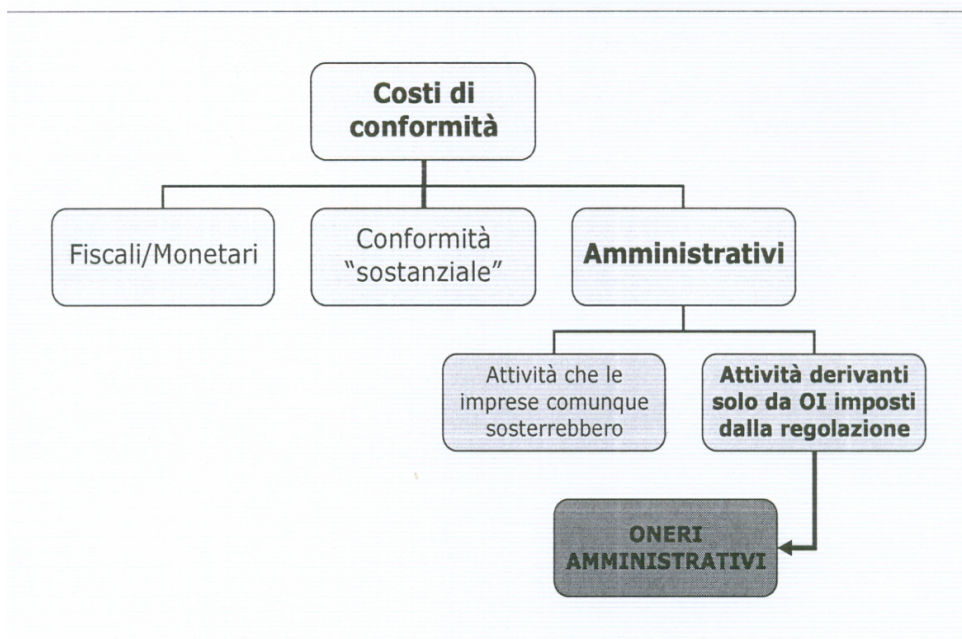 Costi di
conformità
Fiscali/Monetari
Conformità
“sostanziale”
Amministrativi
Attività che le
imprese comunque
sosterrebbero
Attività derivanti
solo da OI imposti
dalla regolazione
ONERI
AMMINISTRATIVI